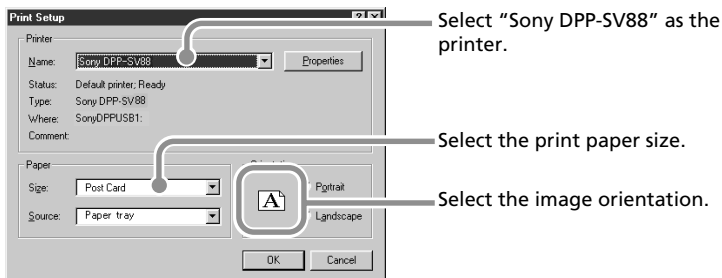 Print Setup
Select “Sony DPP-SV88” as the
printer.
Printer
Name: Sony DPP-SV88 Properties
Status: Default printer; Ready
Type: Sony DPP-SV88
Where: SonyDPPUSB1:
Comment:
Select the print paper size.
Paper
Size: Post Card
Source: Paper tray
A
Portrait
Landscape
Select the image orientation.
OK Cancel